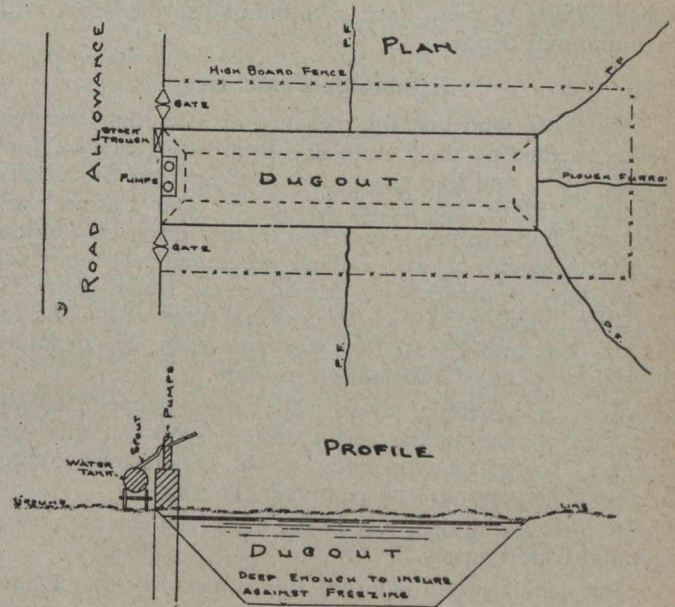 PLAN
P.F.
P.F.
HIGH BOARD FENCE
ROAD ALLOWANCE
GATE
STOCK
TROUGH
PUMPS
DUGOUT
PLOUGH FURRO
GATE
P.F.
P.F.
PROFILE
SPOUT
PUMPS
WATER
TANK
GROUND
LINE
DUGOUT
DEEP ENOUGH TO INSURE
AGAINST FREEZING